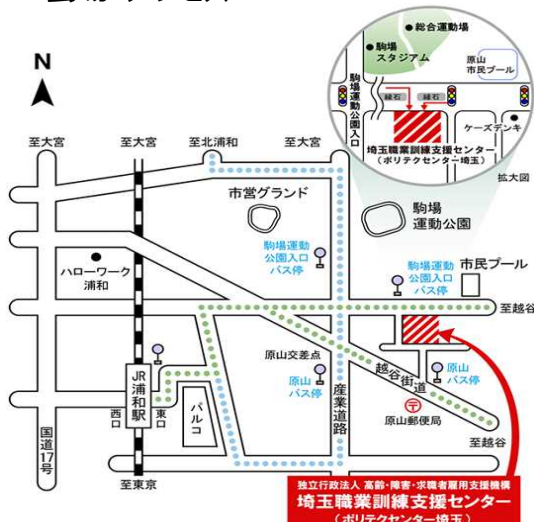 総合運動場
駒場
スタジアム
原山
市民プール
駒場運動公園入口
縁石
縁石
ケーズデンキ
埼玉職業訓練支援センター
（ポリテクセンター埼玉）
拡大図
N
至大宮
至大宮
至北浦和
至大宮
市営グランド
駒場
運動公園
駒場運動
公園入口
バス停
ハローワーク
浦和
駒場運動
公園入口
バス停
市民プール
至越谷
原山交差点
原山
バス停
越谷街道
原山
バス停
JR浦和駅
西口
東口
パルコ
産業道路
原山郵便局
国道17号
至越谷
至東京
独立行政法人 高齢・障害・求職者雇用支援機構
埼玉職業訓練支援センター
（ポリテクセンター埼玉）